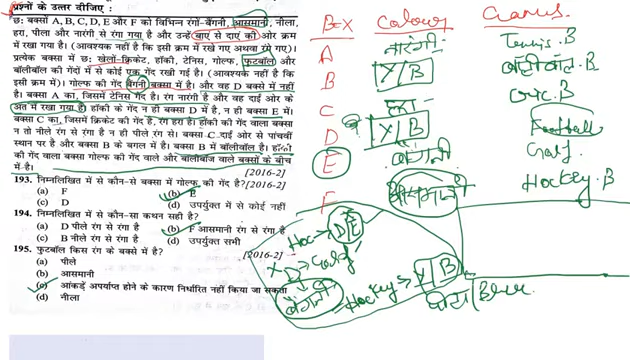 प्रश्नों के उत्तर दीजिए
छः बक्सों A, B, C, D, E और F को विभिन्न रंगों-बैंगनी, आसमानी, नीला,
हरा, पीला और नारंगी से रंगा गया है और उन्हें बाए से दाए की ओर क्रम
में रखा गया है। (आवश्यक नहीं है कि इसी क्रम में रखे गए अथवा रंगे गए)
प्रत्येक बक्से में छः खेलों-क्रिकेट, हॉकी, टेनिस, गोल्फ, फुटबॉल और
बॉलीबॉल की गेंदों में से कोई एक गेंद रखी गई है। (आवश्यक नहीं है कि
इसी क्रम में)। गोल्फ की गेंद बैंगनी बक्सा में है। और वह D बक्से में नहीं
है। बक्सा A का, जिसमें टेनिस गेंद है। रंग नारंगी है और वह दाई ओर के
अंत में रखा गया है। हॉकी के गेंद न ही बक्से D में है, न ही बक्सा E में।
बक्सा C का, जिसमें क्रिकेट की गेंद है, रंग हरा है। हॉकी की गेंद वाला बक्सा
न तो नीले रंग से रंगा है न ही पीले रंग से। बक्सा C दाई ओर से पांचवीं
स्थान पर है और बक्सा B के बगल में है। बक्सा B में बॉलीबॉल है। हॉकी
की गेंद वाला बक्सा गोल्फ की गेंद वाले और बालीबॉल वाले बक्सों के बीच
में है। [2016-2]
193. निम्नलिखित में से कौन-से बक्सा में गोल्फ की गेंद है? [2016-2]
(a) F (b) E
(c) D (d) उपर्युक्त में से कोई नहीं
194. निम्नलिखित में से कौन-सा कथन सही है?
(a) D पीले रंग से रंगा है (b) F आसमानी रंग से रंगा है
(c) B नीले रंग से रंगा है (d) उपर्युक्त सभी
195. फुटबॉल किस रंग के बक्से में है? [2016-2]
(a) पीले
(b) आसमानी
(c) आंकड़ें अपर्याप्त होने के कारण निर्धारित नहीं किया जा सकता
(d) नीला
Box Colour
A नारंगी Tennis.B
B Y/B
C हरा
D Y/B Football
E बैंगनी Golf
F आसमानी Hockey.B
Hoc → D E
X D → Golf
बैंगनी
Hockey → Y B
पीला/Blue